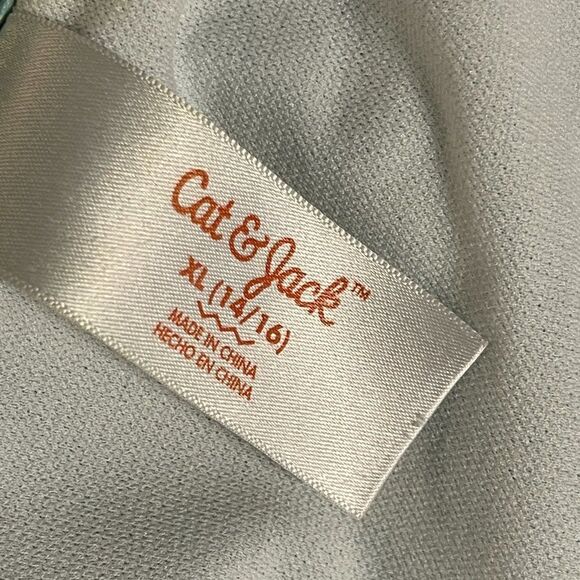 Cat & Jack™
XL (14/16)
MADE IN CHINA
HECHO EN CHINA